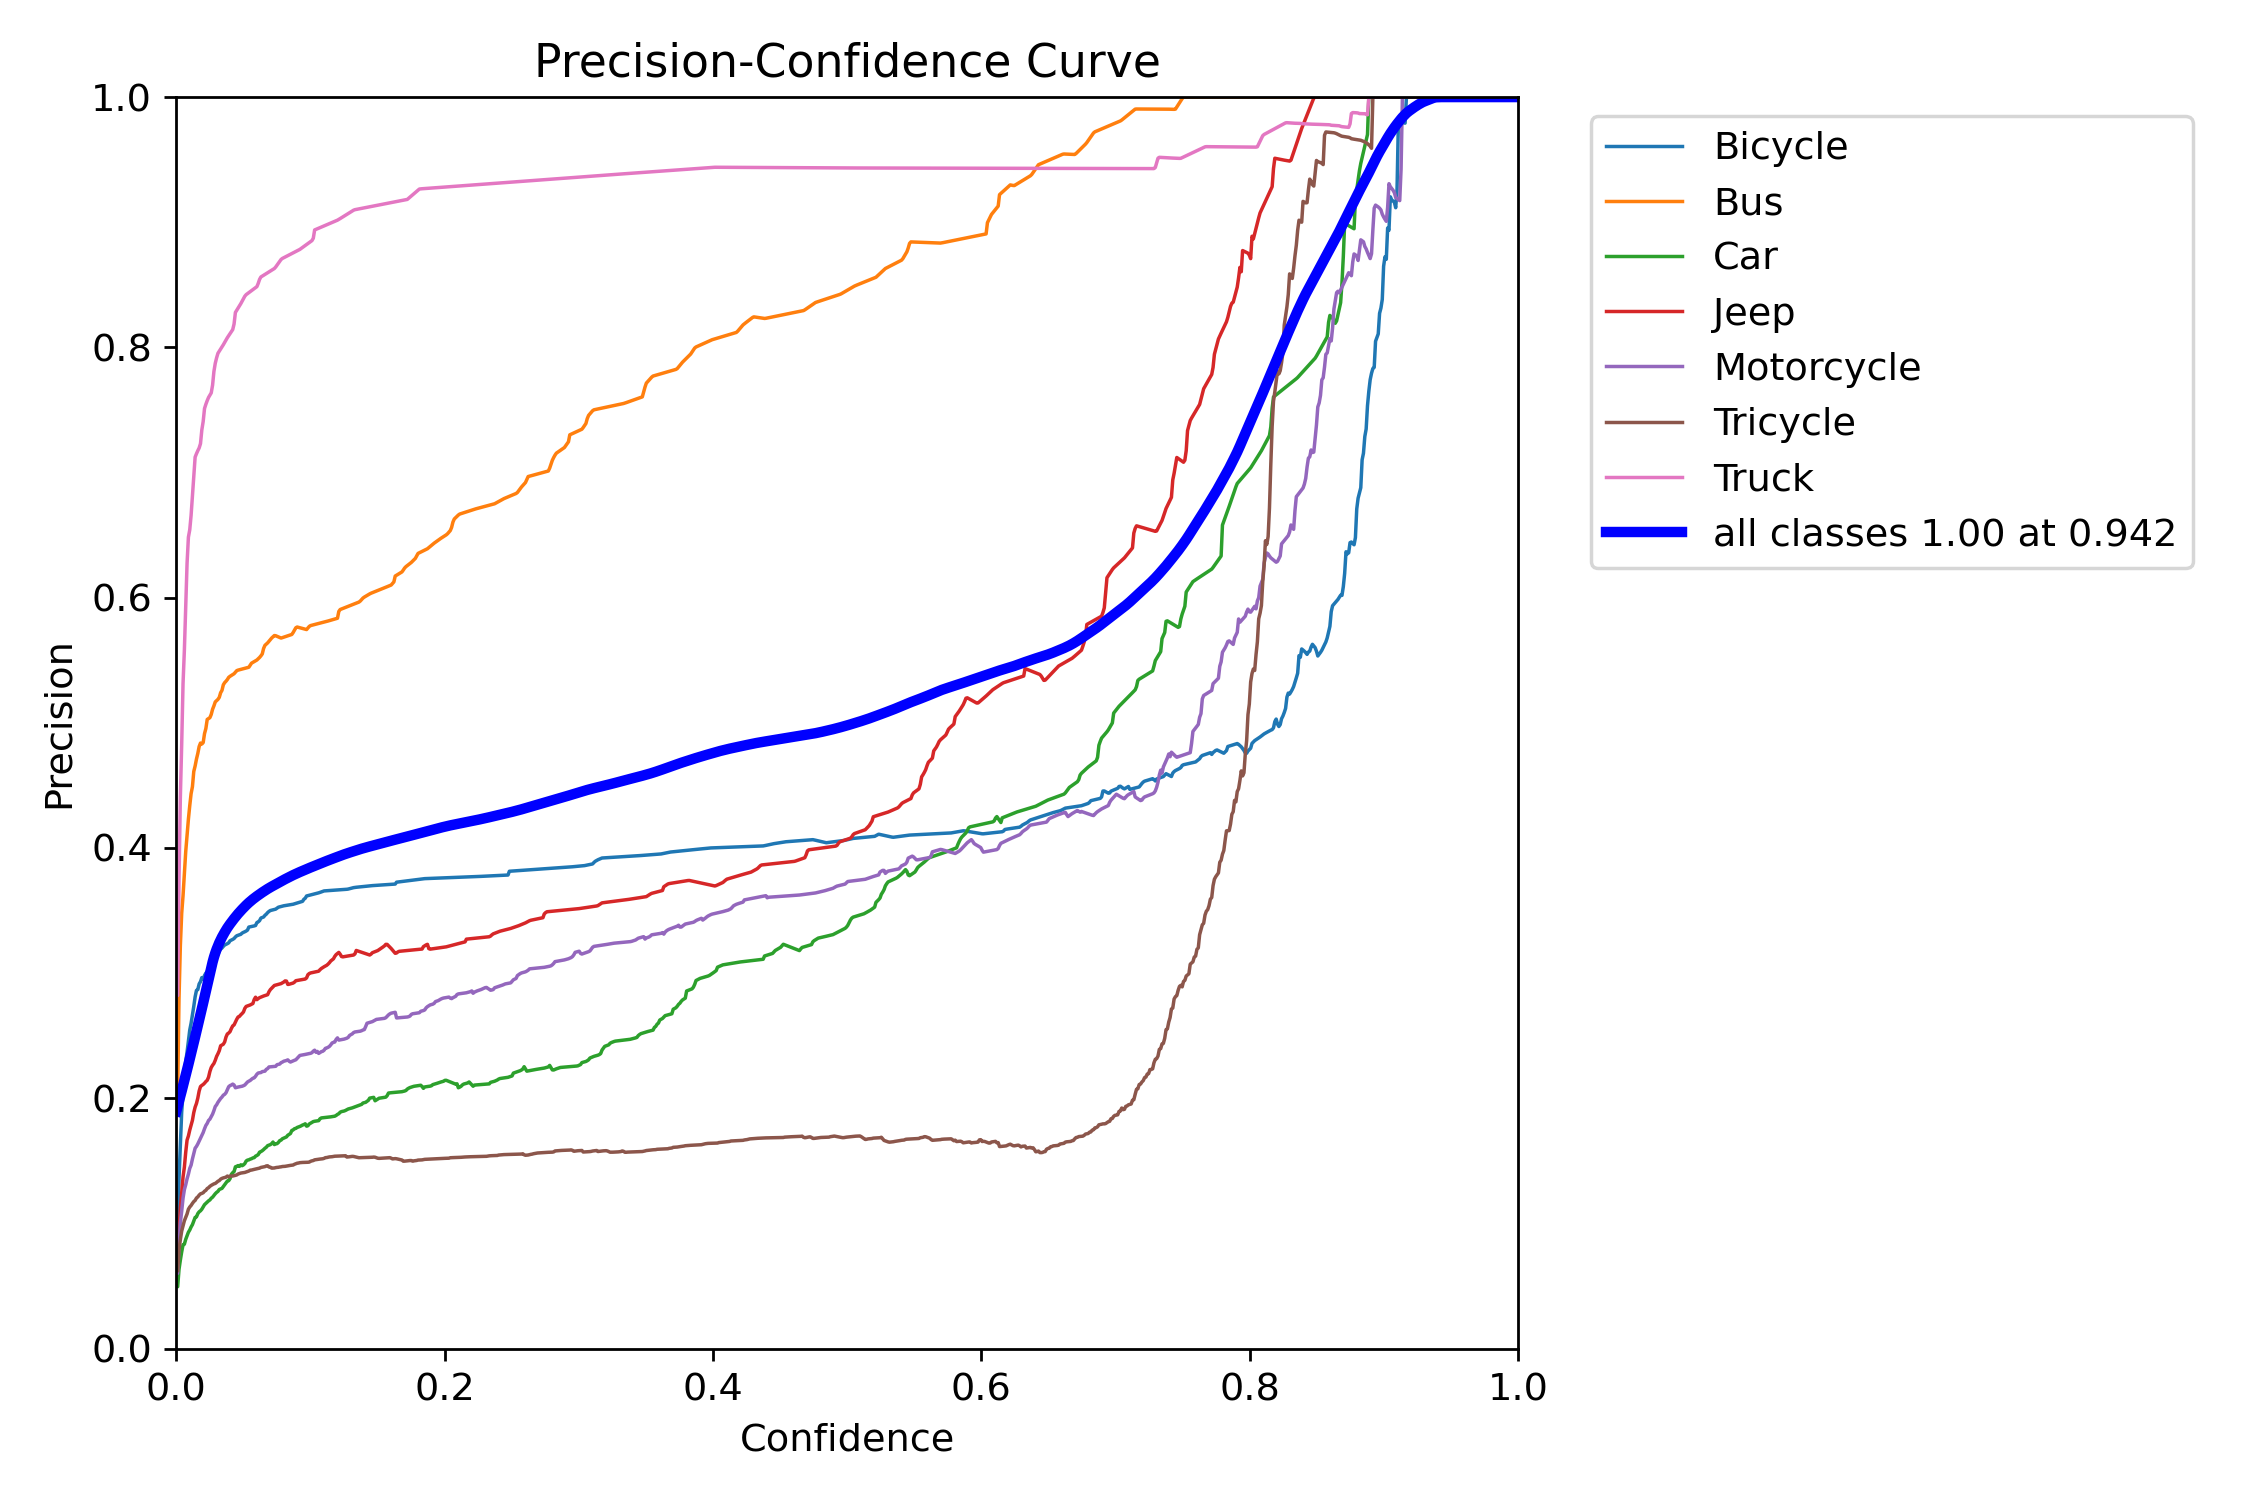 Precision-Confidence Curve
1.0
0.8
0.6
0.4
0.2
0.0
Precision
0.0 0.2 0.4 0.6 0.8 1.0
Confidence
Bicycle
Bus
Car
Jeep
Motorcycle
Tricycle
Truck
all classes 1.00 at 0.942